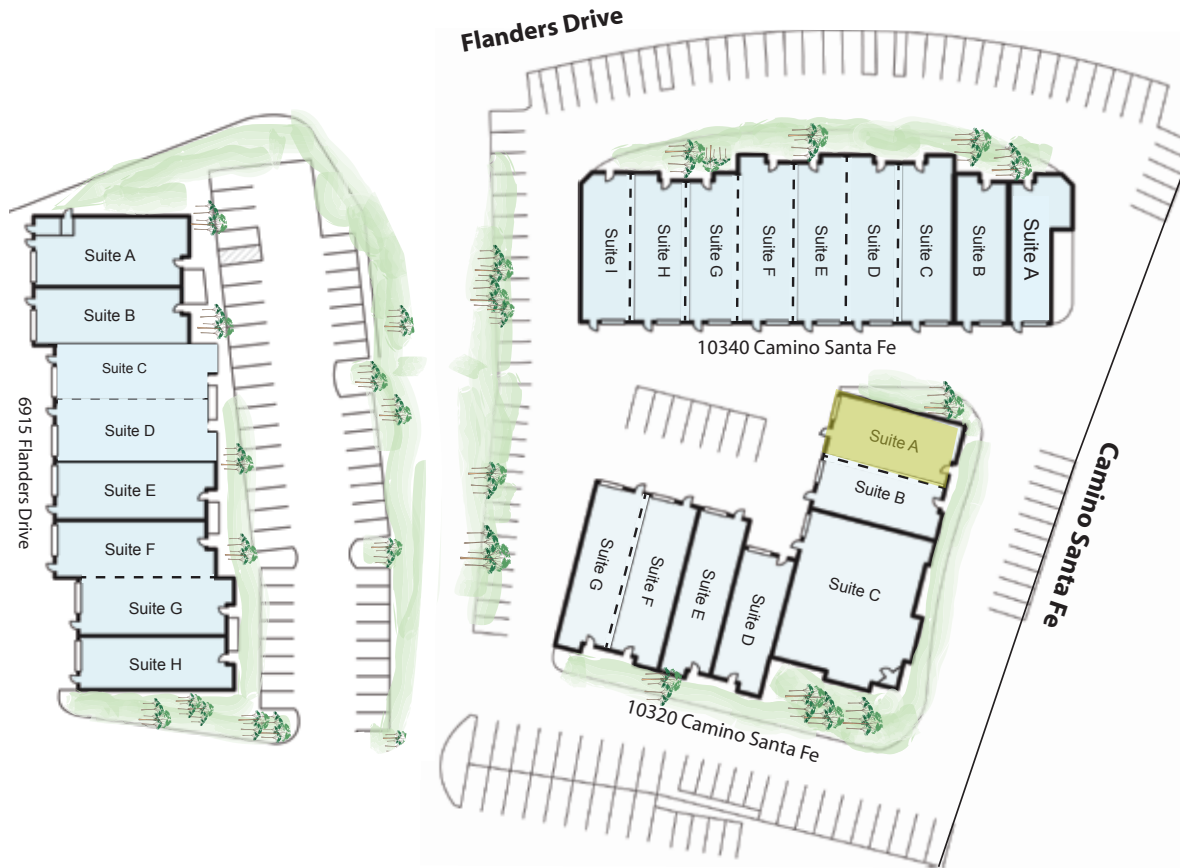 Flanders Drive
Suite A
Suite B
Suite C
Suite D
Suite E
Suite F
Suite G
Suite H
6915 Flanders Drive
Suite I
Suite H
Suite G
Suite F
Suite E
Suite D
Suite C
Suite B
Suite A
10340 Camino Santa Fe
Suite A
Suite B
Suite C
Suite D
Suite E
Suite F
Suite G
10320 Camino Santa Fe
Camino Santa Fe